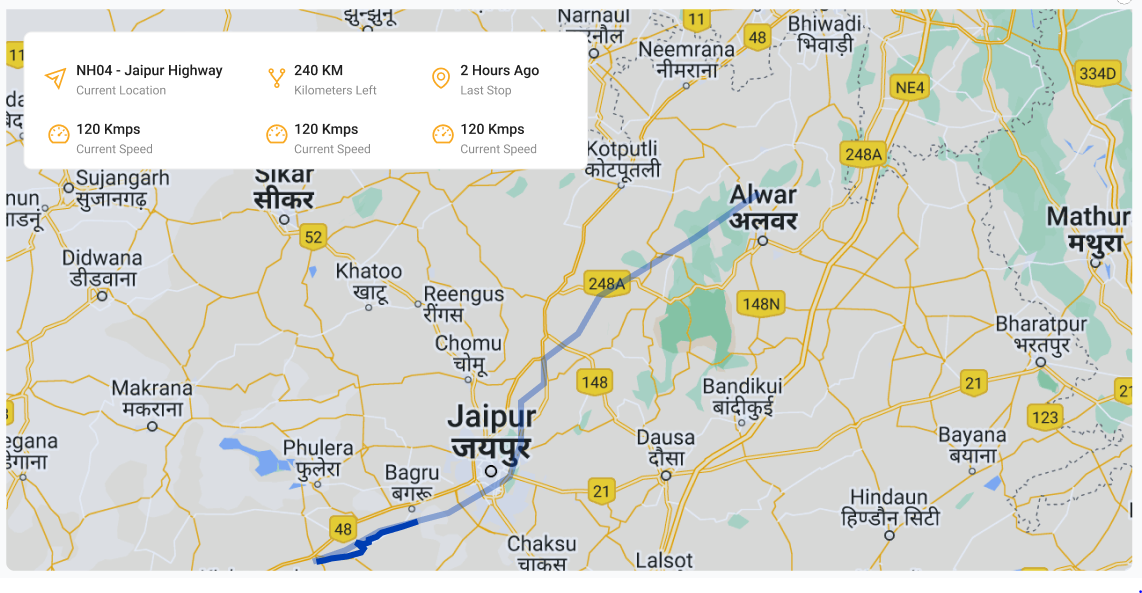 झुन्झुनू
Narnaul
नारनौल
11
48
Bhiwadi
भिवाड़ी
Neemrana
नीमराना
334D
NE4
11
NH04 - Jaipur Highway
Current Location
240 KM
Kilometers Left
2 Hours Ago
Last Stop
120 Kmps
Current Speed
120 Kmps
Current Speed
120 Kmps
Current Speed
Kotputli
कोटपूतली
248A
Sujangarh
सुजानगढ़
Sikar
सीकर
Alwar
अलवर
Mathur
मथुरा
52
Didwana
डीडवाना
Khatoo
खाटू
248A
Reengus
रींगस
148N
Bharatpur
भरतपुर
Chomu
चोमू
148
21
Makrana
मकराना
Bandikui
बांदीकुई
123
Jaipur
जयपुर
egana
डेगाना
Phulera
फुलेरा
Dausa
दौसा
Bayana
बयाना
Bagru
बगरू
21
Hindaun
हिण्डौन सिटी
48
Chaksu
चाकसू
Lalsot